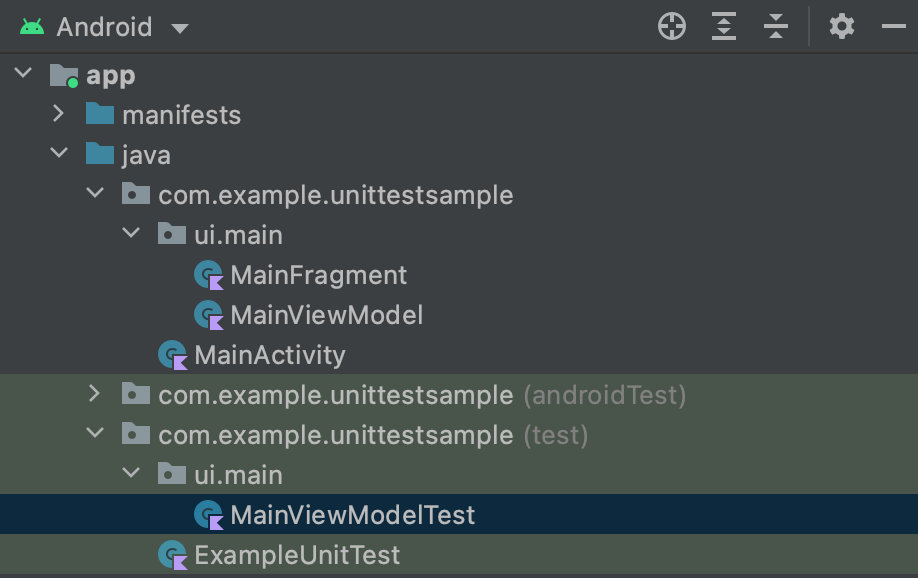 Android
app
manifests
java
com.example.unittestsample
ui.main
MainFragment
MainViewModel
MainActivity
com.example.unittestsample (androidTest)
com.example.unittestsample (test)
ui.main
MainViewModelTest
ExampleUnitTest